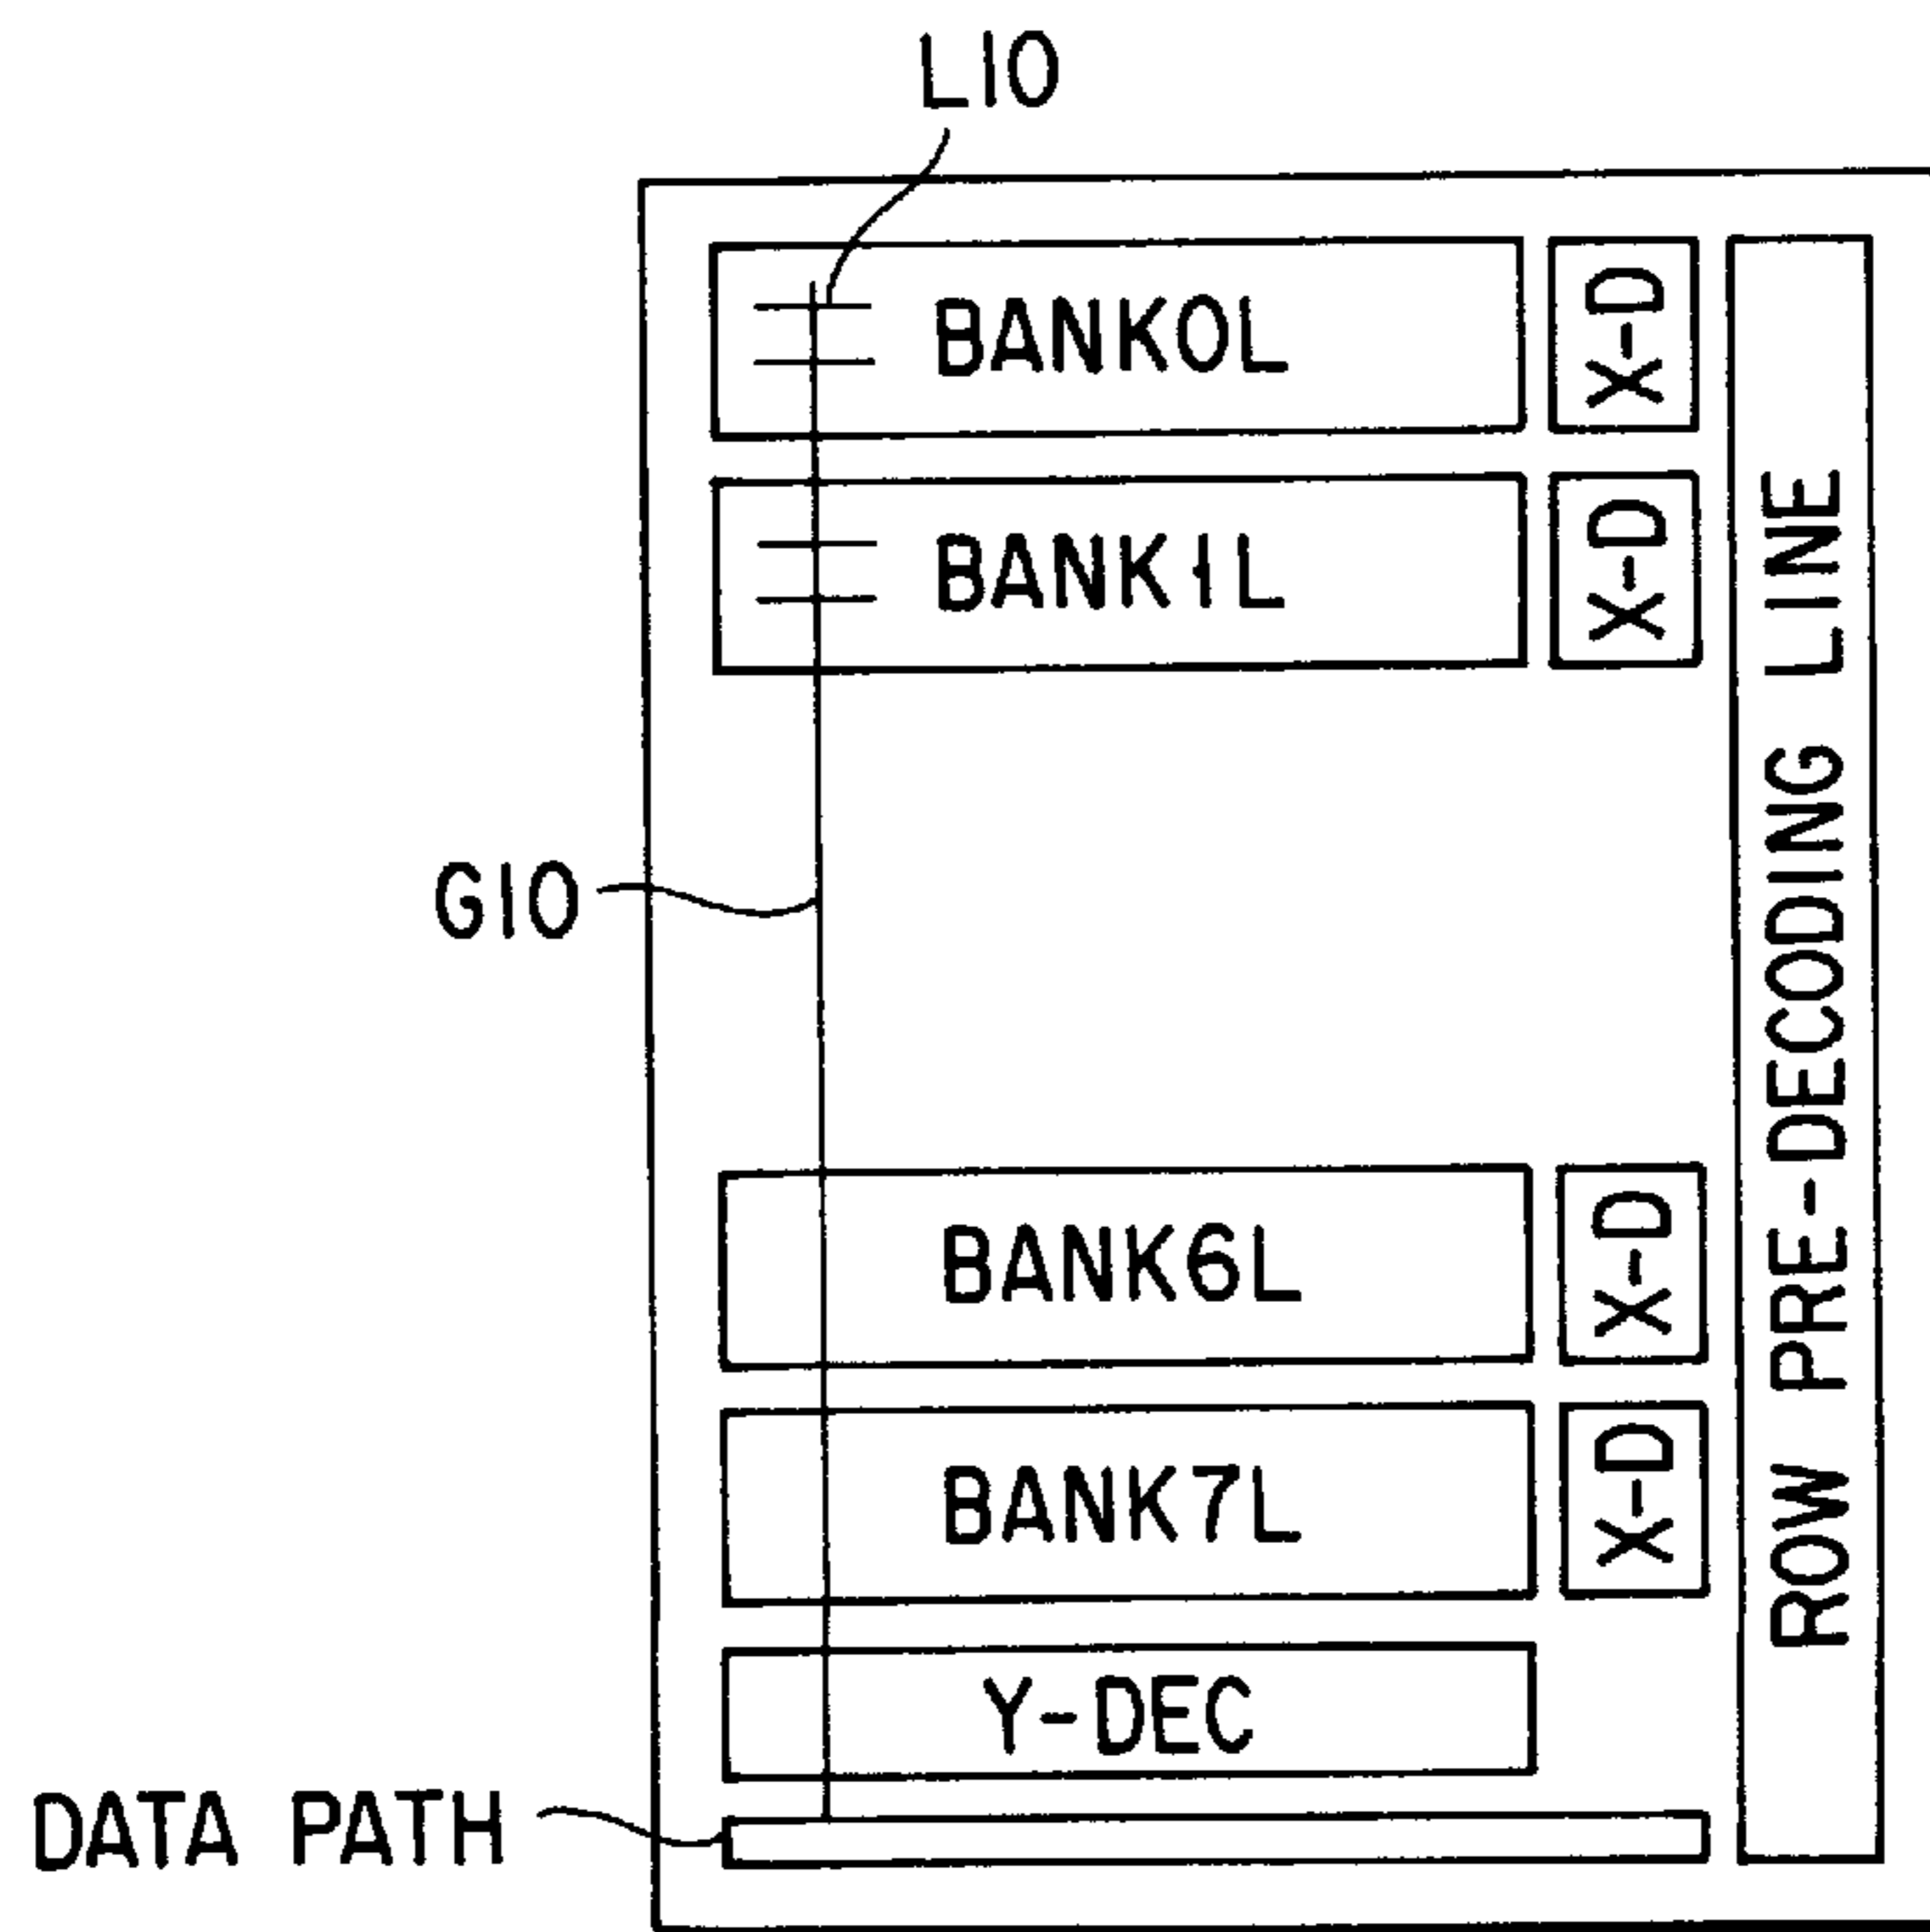 LIO
BANK0L
X-D
BANK1L
X-D
GIO
ROW PRE-DECODING LINE
BANK6L
X-D
BANK7L
X-D
Y-DEC
DATA PATH